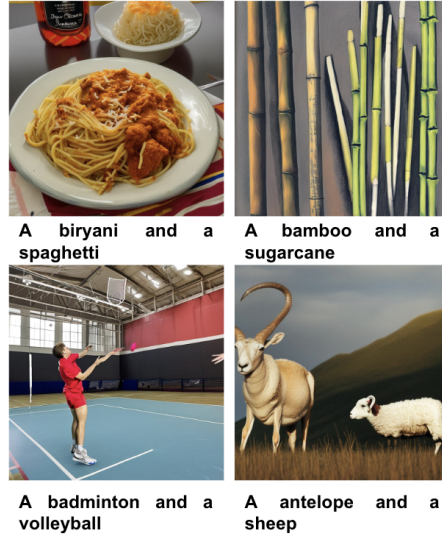 A biryani and a
spaghetti
A bamboo and a
sugarcane
A badminton and a
volleyball
A antelope and a
sheep